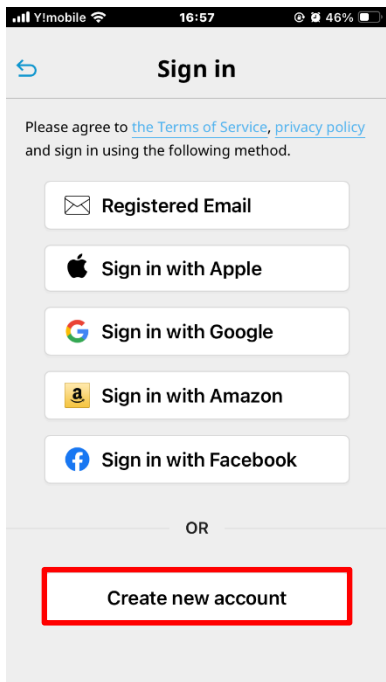 Y!mobile 16:57 46%
Sign in
Please agree to the Terms of Service, privacy policy
and sign in using the following method.
Registered Email
Sign in with Apple
Sign in with Google
a Sign in with Amazon
Sign in with Facebook
OR
Create new account